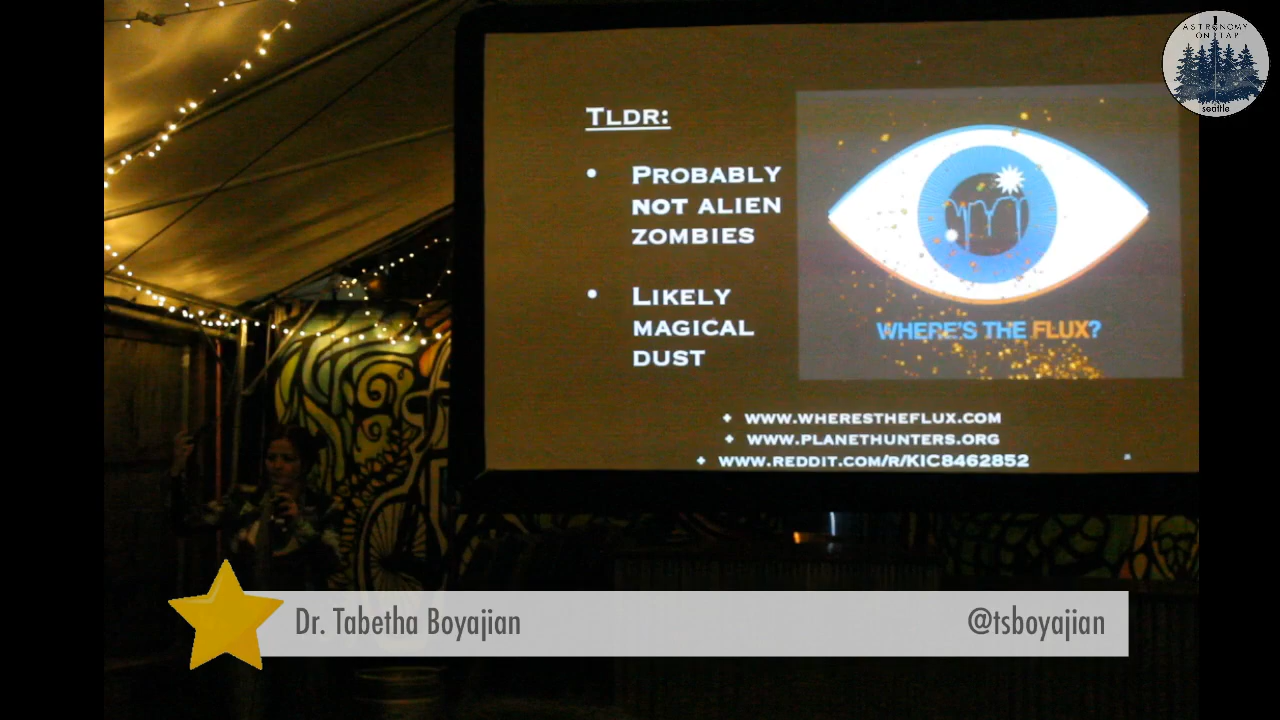 ASTRONOMY
ON TAP
seattle
TLDR:
• PROBABLY
NOT ALIEN
ZOMBIES
• LIKELY
MAGICAL
DUST
WHERE'S THE FLUX?
WWW.WHERESTHEFLUX.COM
WWW.PLANETHUNTERS.ORG
WWW.REDDIT.COM/R/KIC8462852
Dr. Tabetha Boyajian @tsboyajian